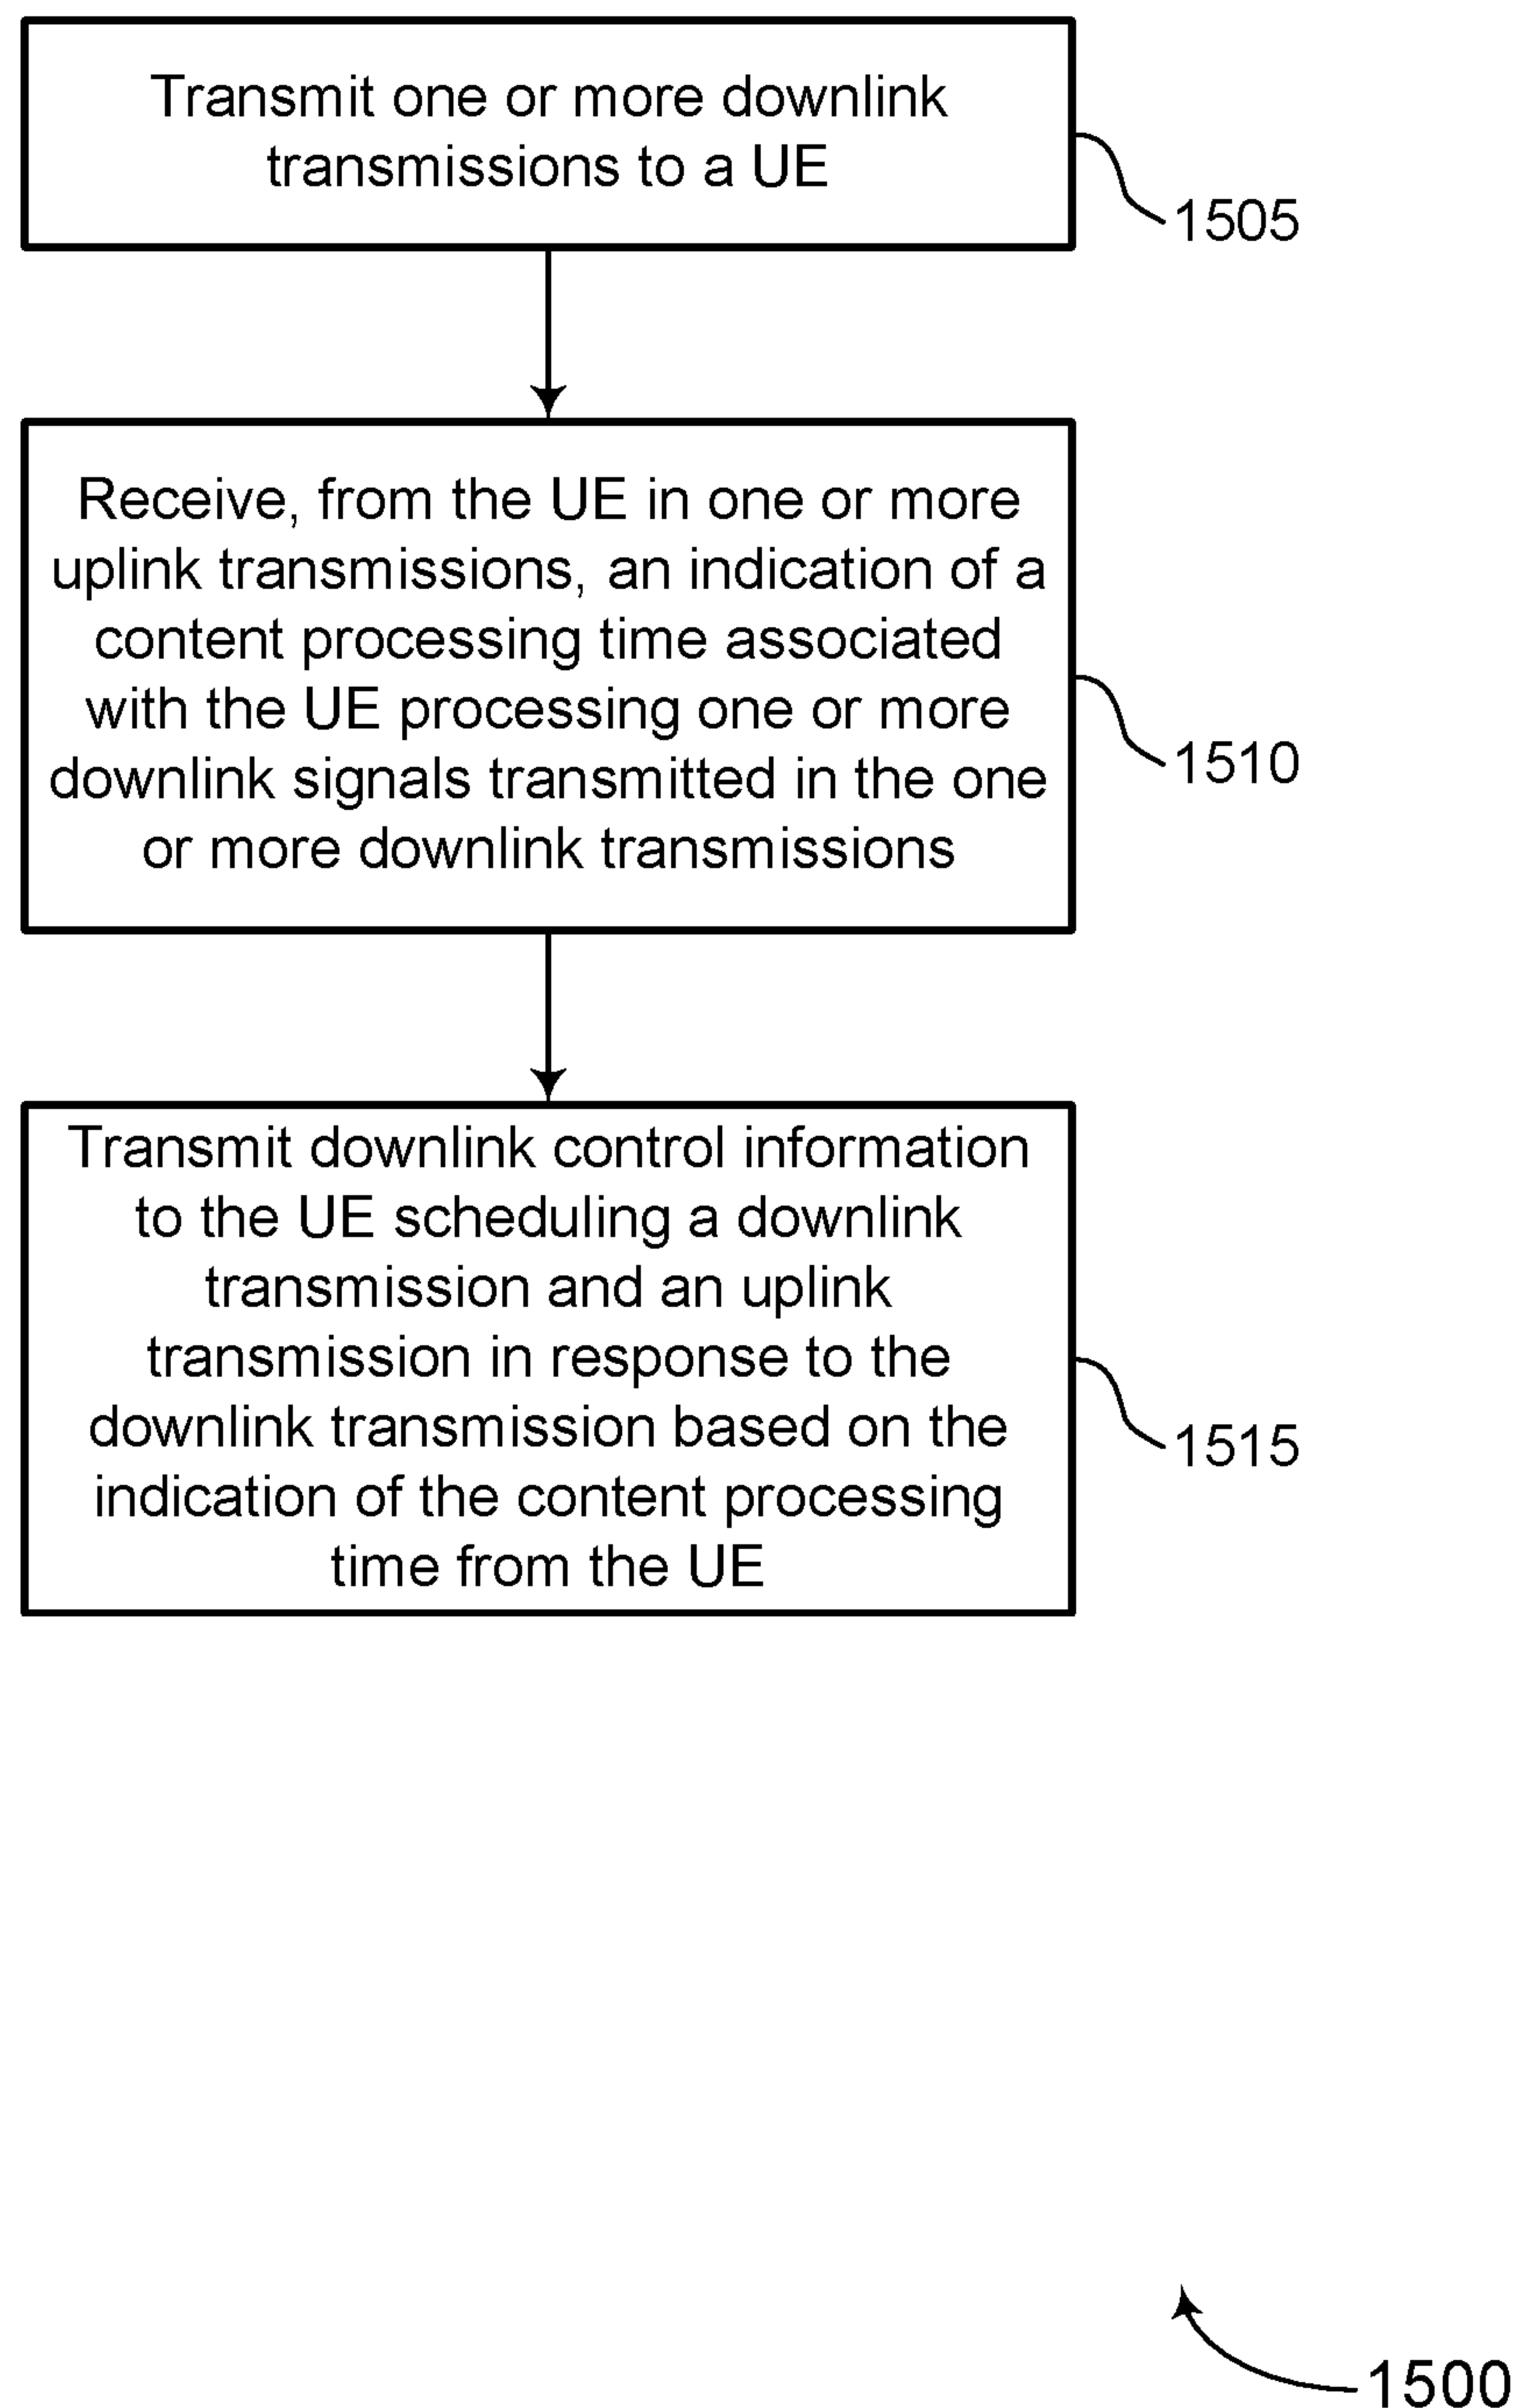 Transmit one or more downlink
transmissions to a UE
1505
Receive, from the UE in one or more
uplink transmissions, an indication of a
content processing time associated
with the UE processing one or more
downlink signals transmitted in the one
or more downlink transmissions
1510
Transmit downlink control information
to the UE scheduling a downlink
transmission and an uplink
transmission in response to the
downlink transmission based on the
indication of the content processing
time from the UE
1515
1500